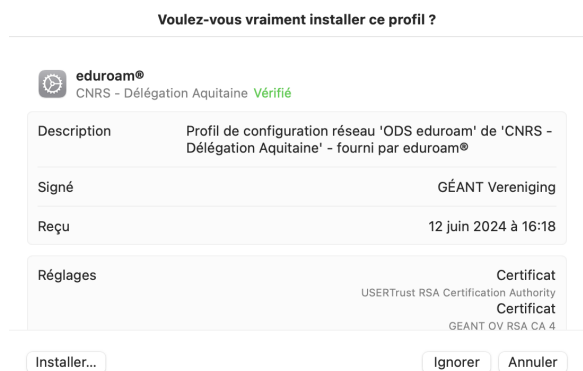 Voulez-vous vraiment installer ce profil ?
eduroam®
CNRS - Délégation Aquitaine Vérifié
Description
Profil de configuration réseau 'ODS eduroam' de 'CNRS -
Délégation Aquitaine' - fourni par eduroam®
Signé
GÉANT Vereniging
Reçu
12 juin 2024 à 16:18
Réglages
Certificat
USERTrust RSA Certification Authority
Certificat
GEANT OV RSA CA 4
Installer...
Ignorer
Annuler